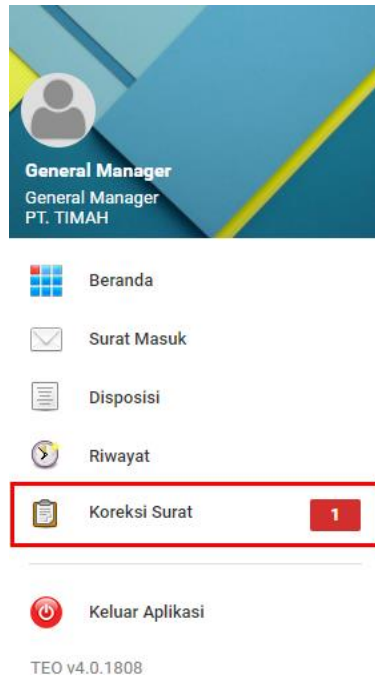 General Manager
General Manager
PT. TIMAH
Beranda
Surat Masuk
Disposisi
Riwayat
Koreksi Surat 1
Keluar Aplikasi
TEO v4.0.1808